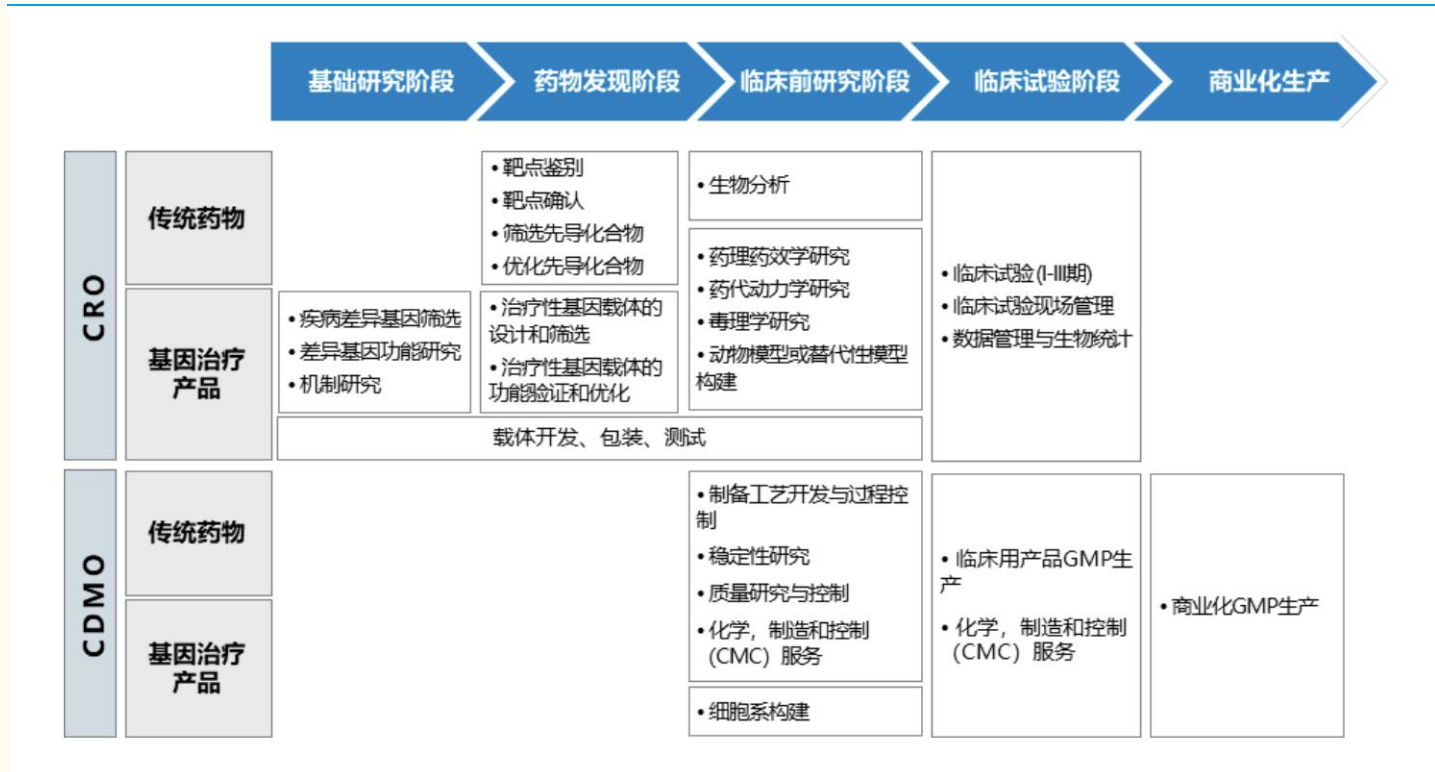 基础研究阶段
药物发现阶段
临床前研究阶段
临床试验阶段
商业化生产
CRO
传统药物
• 靶点鉴别
• 靶点确认
• 筛选先导化合物
• 优化先导化合物
• 生物分析
• 药理药效学研究
• 药代动力学研究
• 毒理学研究
• 动物模型或替代性模型
构建
• 临床试验(I-III期)
• 临床试验现场管理
• 数据管理与生物统计
基因治疗
产品
• 疾病差异基因筛选
• 差异基因功能研究
• 机制研究
• 治疗性基因载体的
设计和筛选
• 治疗性基因载体的
功能验证和优化
载体开发、包装、测试
CDMO
传统药物
基因治疗
产品
• 制备工艺开发与过程控
制
• 稳定性研究
• 质量研究与控制
• 化学，制造和控制
(CMC）服务
• 细胞系构建
• 临床用产品GMP生
产
• 化学，制造和控制
(CMC）服务
• 商业化GMP生产